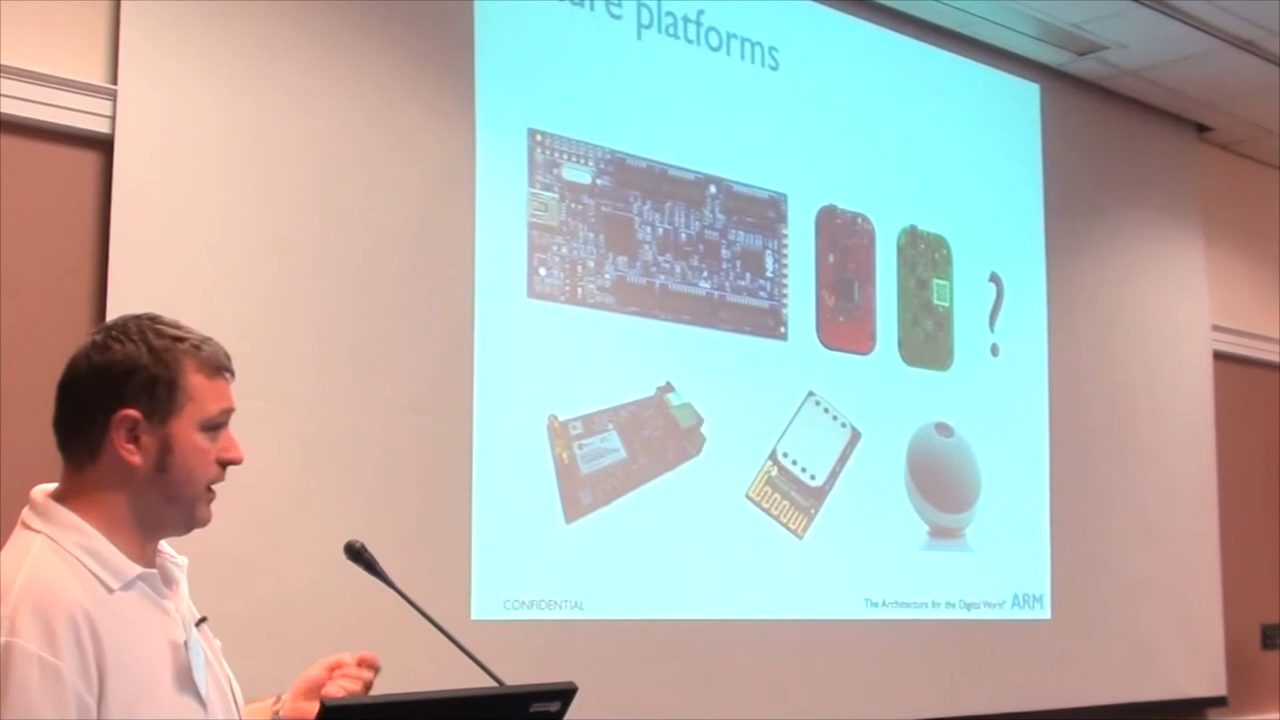 platforms
?
CONFIDENTIAL
The Architecture for the Digital World® ARM